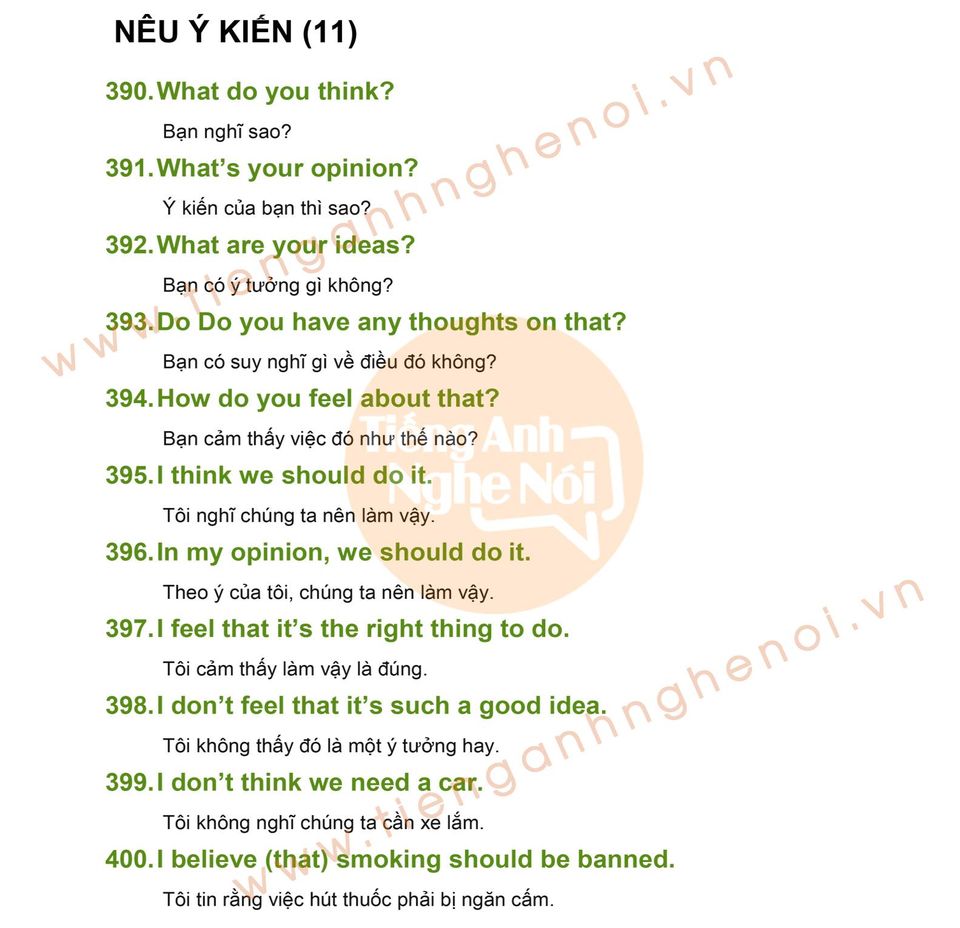 NÊU Ý KIẾN (11)
390. What do you think?
Bạn nghĩ sao?
391. What’s your opinion?
Ý kiến của bạn thì sao?
392. What are your ideas?
Bạn có ý tưởng gì không?
393. Do Do you have any thoughts on that?
Bạn có suy nghĩ gì về điều đó không?
394. How do you feel about that?
Bạn cảm thấy việc đó như thế nào?
395. I think we should do it.
Tôi nghĩ chúng ta nên làm vậy.
396. In my opinion, we should do it.
Theo ý của tôi, chúng ta nên làm vậy.
397. I feel that it’s the right thing to do.
Tôi cảm thấy làm vậy là đúng.
398. I don’t feel that it’s such a good idea.
Tôi không thấy đó là một ý tưởng hay.
399. I don’t think we need a car.
Tôi không nghĩ chúng ta cần xe lắm.
400. I believe (that) smoking should be banned.
Tôi tin rằng việc hút thuốc phải bị ngăn cấm.
www.tienganhnghenoi.vn
Tiếng Anh
Nghe Nói
www.tienganhnghenoi.vn